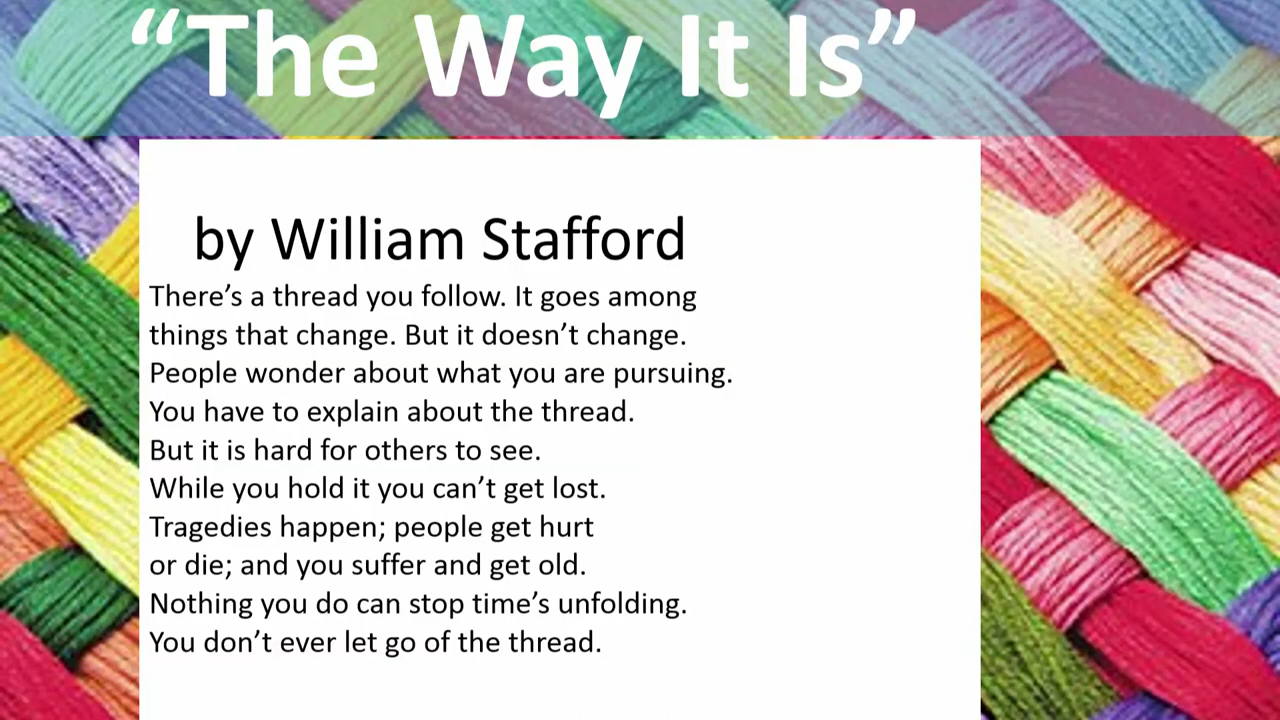 “The Way It Is”
by William Stafford
There’s a thread you follow. It goes among
things that change. But it doesn’t change.
People wonder about what you are pursuing.
You have to explain about the thread.
But it is hard for others to see.
While you hold it you can’t get lost.
Tragedies happen; people get hurt
or die; and you suffer and get old.
Nothing you do can stop time’s unfolding.
You don’t ever let go of the thread.